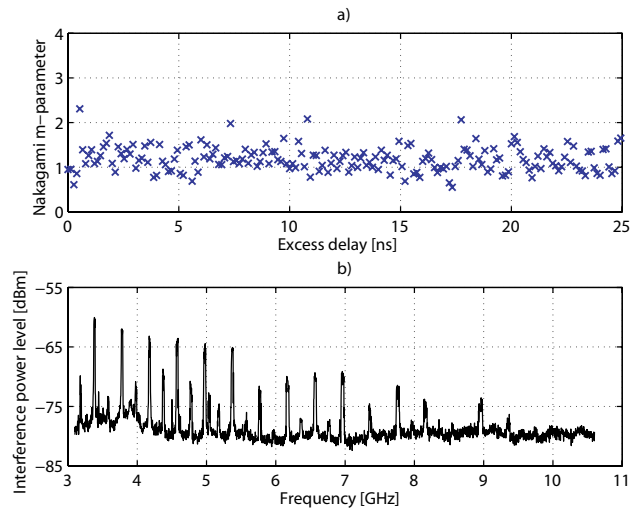 a)
Nakagami m−parameter
4
3
2
1
0
0 5 10 15 20 25
Excess delay [ns]
b)
Interference power level [dBm]
−55
−65
−75
−85
3 4 5 6 7 8 9 10 11
Frequency [GHz]